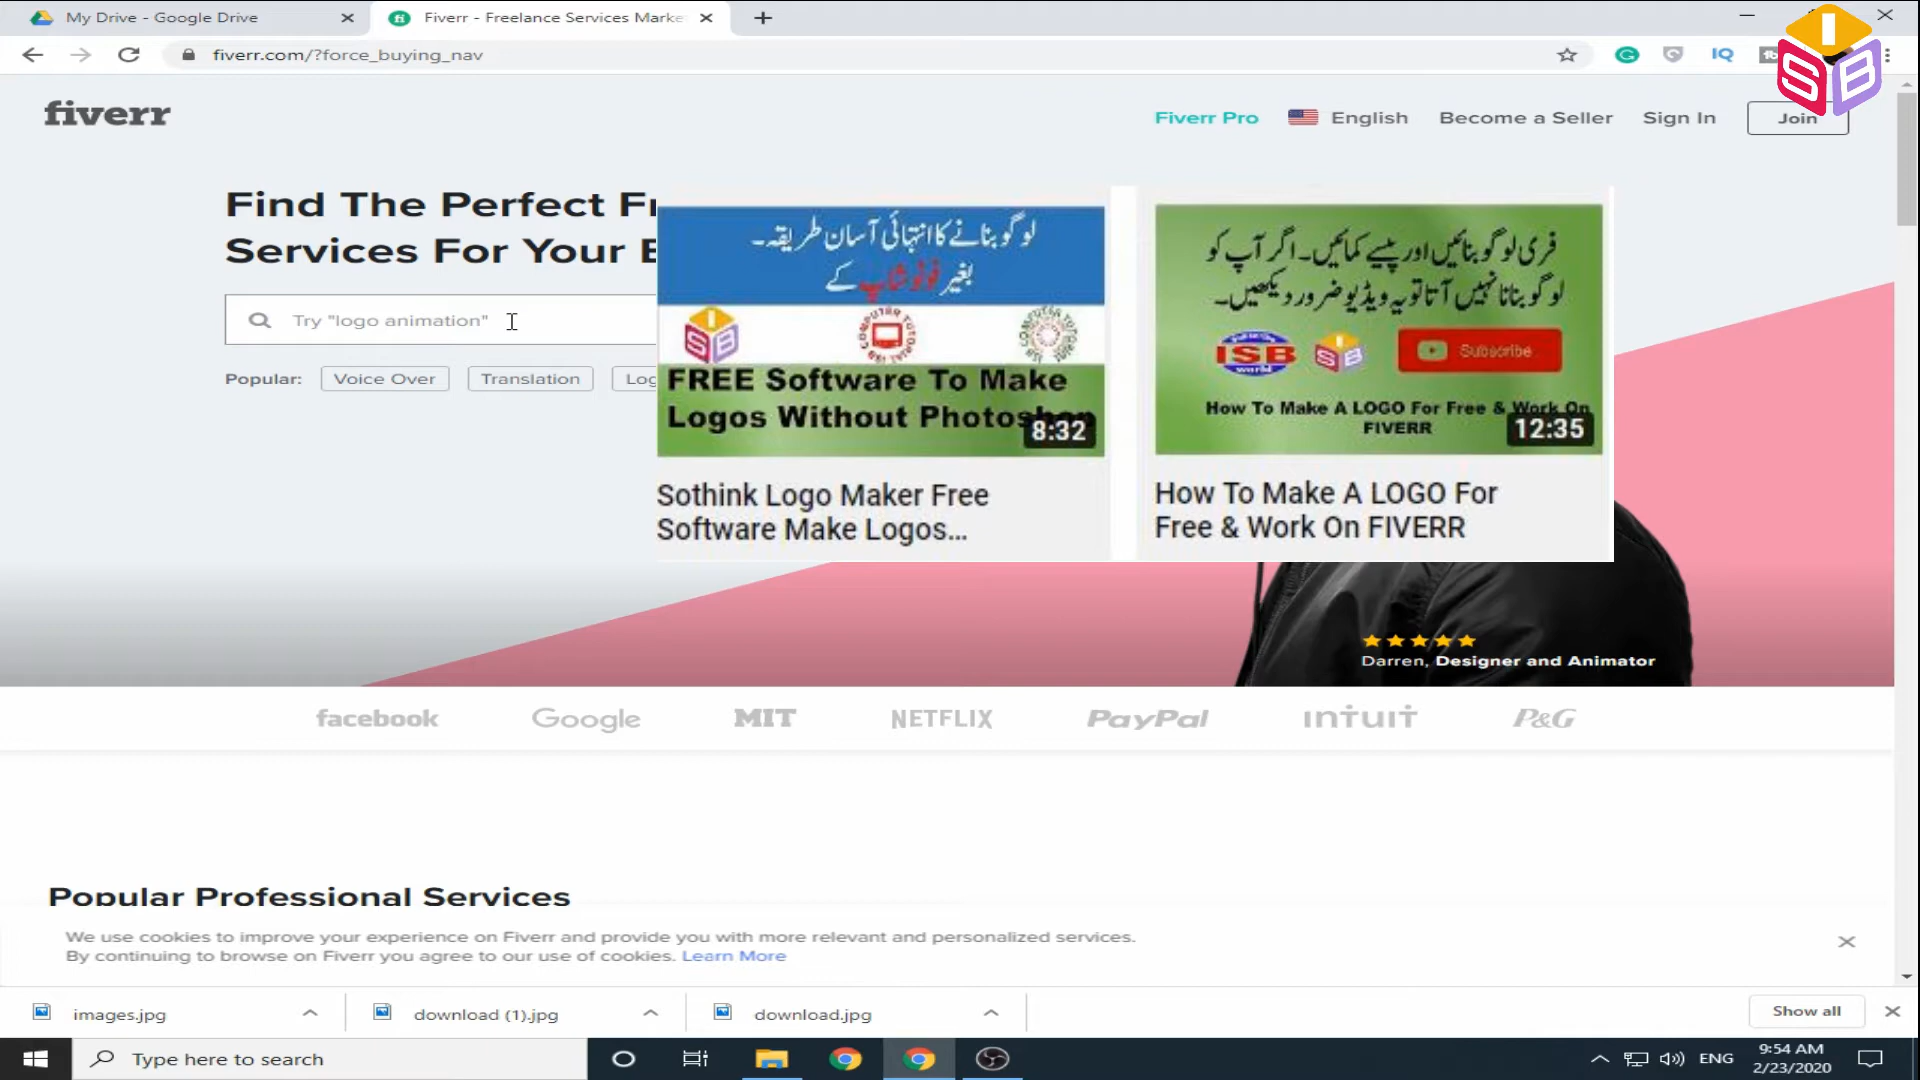 My Drive - Google Drive
Fiverr - Freelance Services Marke
fiverr.com/?force_buying_nav
IQ
ISB
fiverr
Fiverr Pro
English
Become a Seller
Sign In
Join
Find The Perfect Fr
Services For Your B
Try "logo animation"
Popular:
Voice Over
Translation
Log
لوگو بنانے کا انتہائی آسان طریقہ۔
بغیر فوٹوشاپ کے
ISB
FREE Software To Make
Logos Without Photoshop
8:32
Sothink Logo Maker Free
Software Make Logos...
فری لوگو بنائیں اور پیسے کمائیں۔ اگر آپ کو
لوگو بنانا نہیں آتا تو یہ ویڈیو ضرور دیکھیں۔
ISB
world
ISB
Subscribe
How To Make A LOGO For Free & Work On
FIVERR
12:35
How To Make A LOGO For
Free & Work On FIVERR
Darren, Designer and Animator
facebook
Google
MIT
NETFLIX
PayPal
intuit
P&G
Popular Professional Services
We use cookies to improve your experience on Fiverr and provide you with more relevant and personalized services.
By continuing to browse on Fiverr you agree to our use of cookies. Learn More
images.jpg
download (1).jpg
download.jpg
Show all
Type here to search
ENG
9:54 AM
2/23/2020